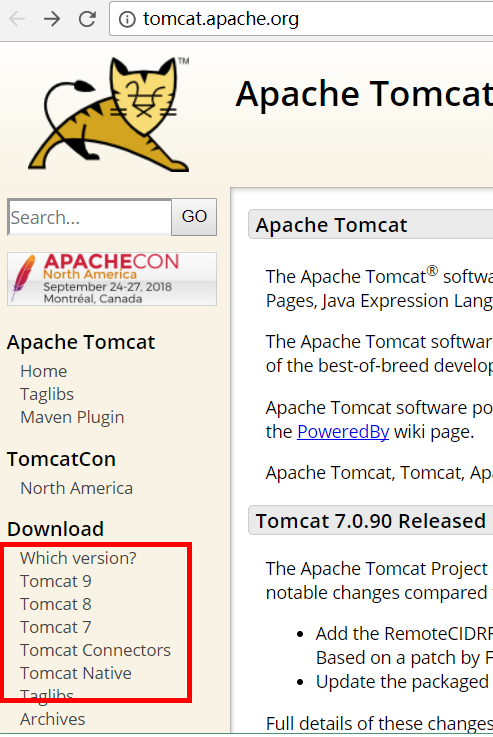 tomcat.apache.org
TM
Apache Tomcat
Search...
GO
APACHECON
North America
September 24-27, 2018
Montréal, Canada
Apache Tomcat
Home
Taglibs
Maven Plugin
TomcatCon
North America
Download
Which version?
Tomcat 9
Tomcat 8
Tomcat 7
Tomcat Connectors
Tomcat Native
Taglibs
Archives
Apache Tomcat
The Apache Tomcat® softwa
Pages, Java Expression Lang
The Apache Tomcat softwar
of the best-of-breed develop
Apache Tomcat software po
the PoweredBy wiki page.
Apache Tomcat, Tomcat, Apa
Tomcat 7.0.90 Released
The Apache Tomcat Project
notable changes compared
• Add the RemoteCIDRF
Based on a patch by F
• Update the packaged
Full details of these changes